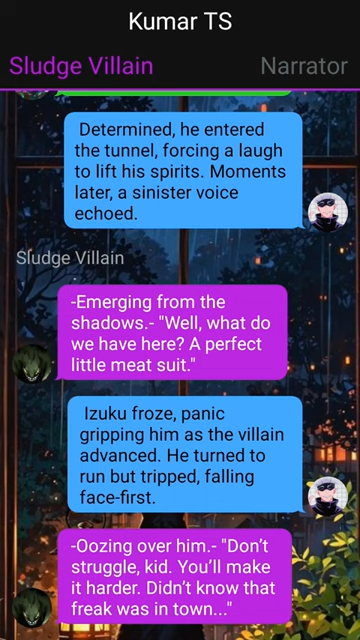 Kumar TS
Sludge Villain
Narrator
Determined, he entered
the tunnel, forcing a laugh
to lift his spirits. Moments
later, a sinister voice
echoed.
Sludge Villain
-Emerging from the
shadows.- "Well, what do
we have here? A perfect
little meat suit."
Izuku froze, panic
gripping him as the villain
advanced. He turned to
run but tripped, falling
face-first.
-Oozing over him.- "Don’t
struggle, kid. You’ll make
it harder. Didn’t know that
freak was in town..."